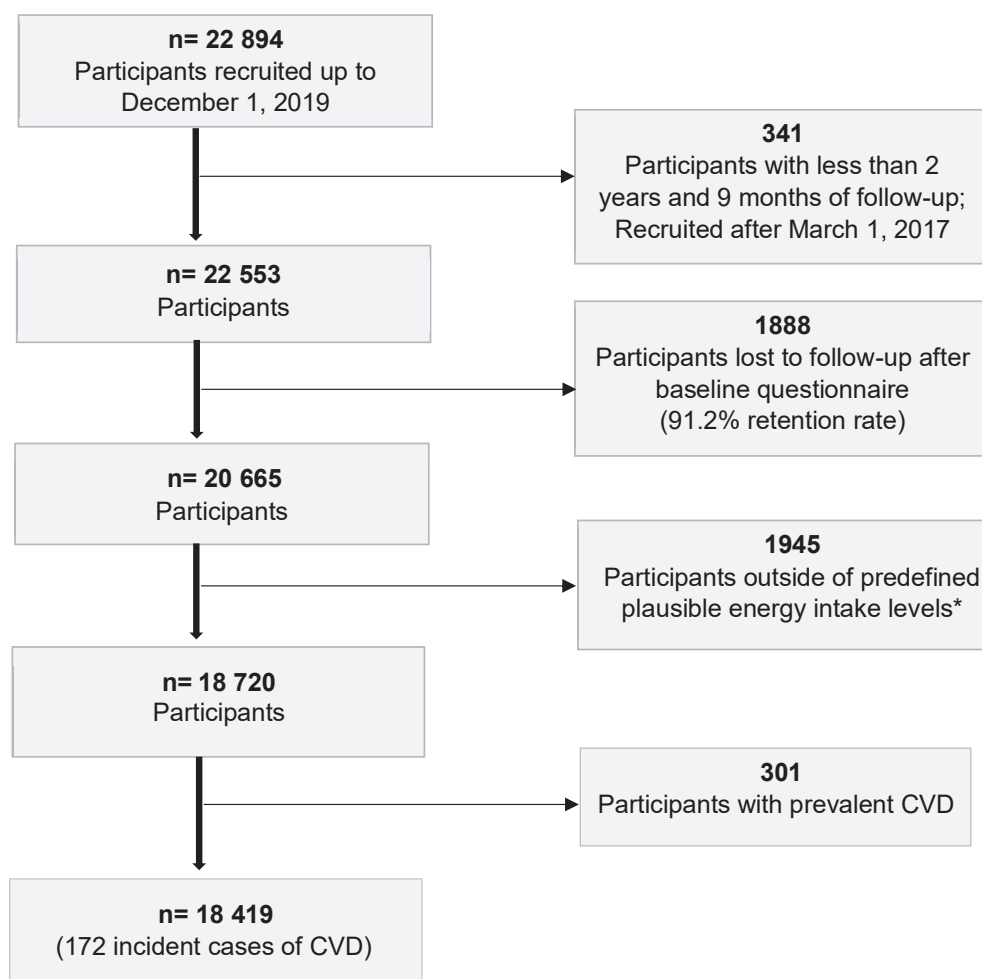 n= 22 894
Participants recruited up to
December 1, 2019
341
Participants with less than 2
years and 9 months of follow-up;
Recruited after March 1, 2017
n= 22 553
Participants
1888
Participants lost to follow-up after
baseline questionnaire
(91.2% retention rate)
n= 20 665
Participants
1945
Participants outside of predefined
plausible energy intake levels*
n= 18 720
Participants
301
Participants with prevalent CVD
n= 18 419
(172 incident cases of CVD)